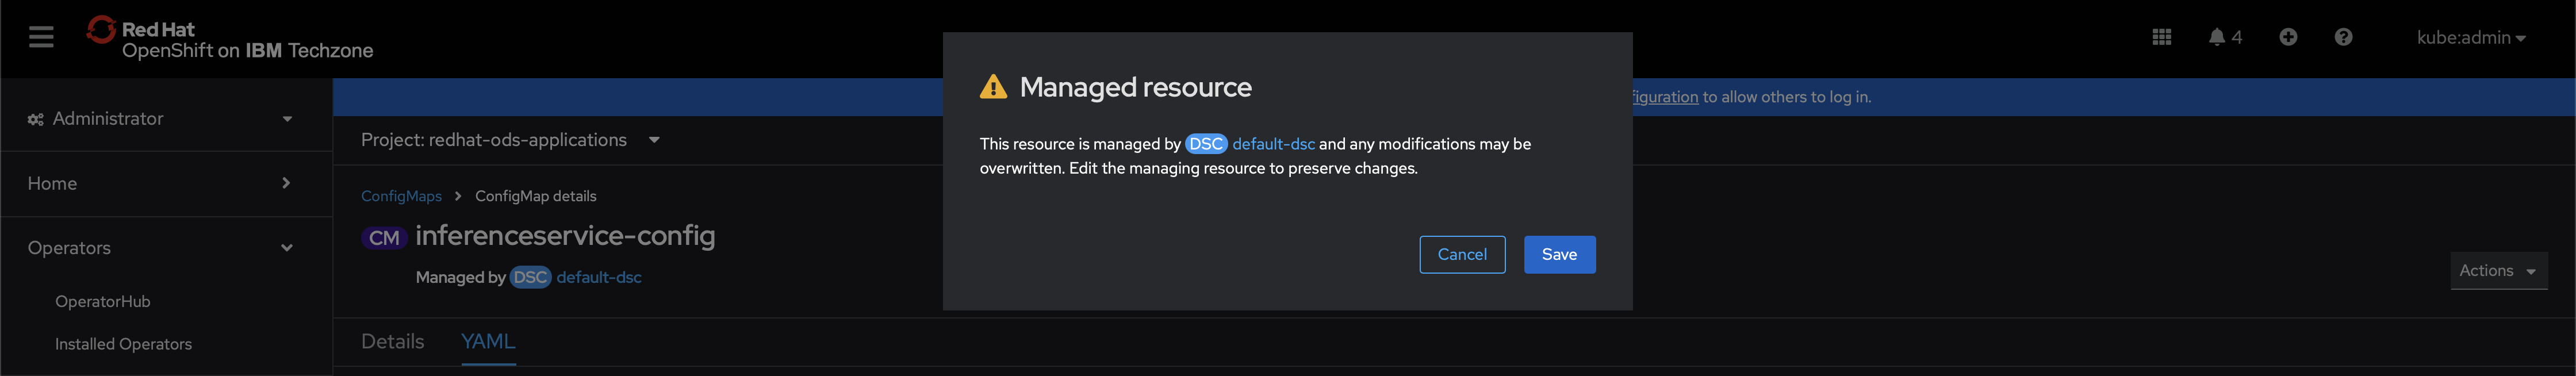 Red Hat
OpenShift on IBM Techzone
4
kube:admin
Administrator
Home
Operators
OperatorHub
Installed Operators
figuration to allow others to log in.
Project: redhat-ods-applications
ConfigMaps > ConfigMap details
CM inferenceservice-config
Managed by DSC default-dsc
Actions
Details YAML
Managed resource
This resource is managed by DSC default-dsc and any modifications may be
overwritten. Edit the managing resource to preserve changes.
Cancel Save